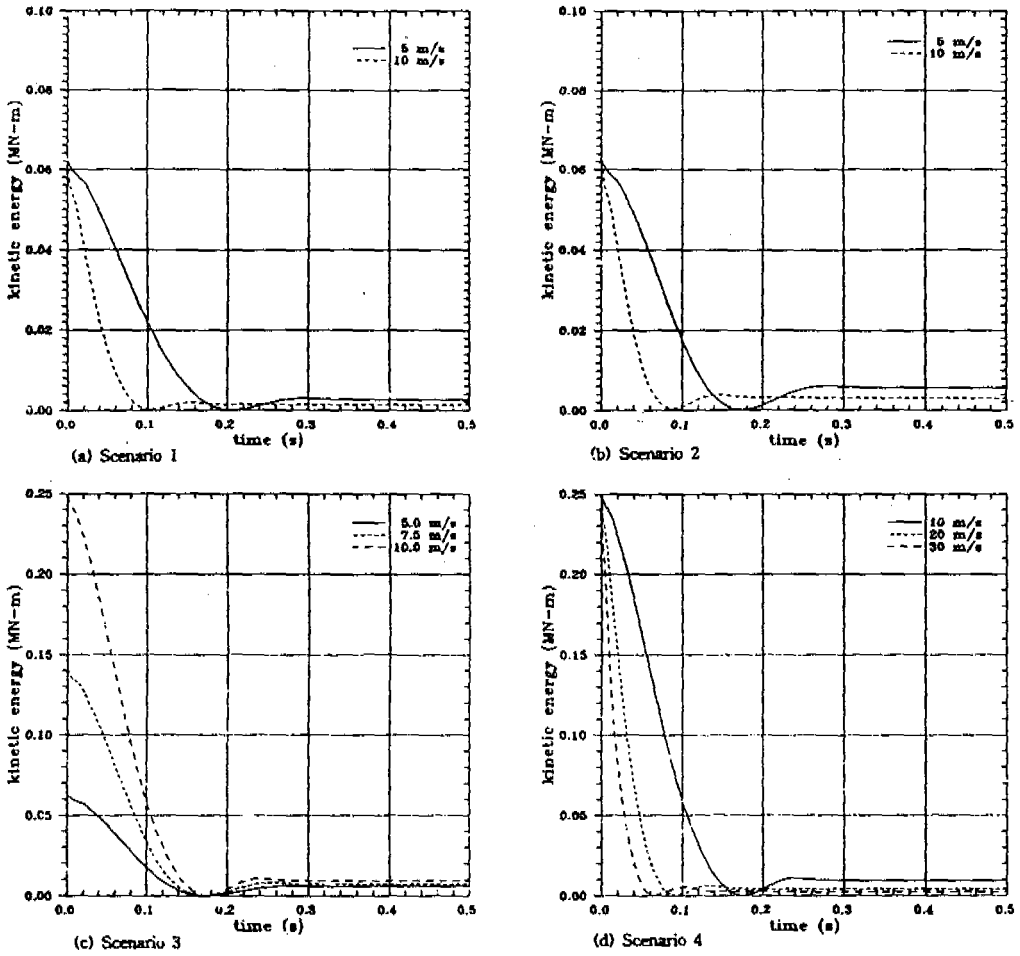 0.10
0.08
0.06
0.04
0.02
0.00
kinetic energy (MN-m)
5 m/s
10 m/s
0.0 0.1 0.2 0.3 0.4 0.5
time (s)
(a) Scenario 1
0.10
0.08
0.06
0.04
0.02
0.00
kinetic energy (MN-m)
5 m/s
10 m/s
0.0 0.1 0.2 0.3 0.4 0.5
time (s)
(b) Scenario 2
0.25
0.20
0.15
0.10
0.05
0.00
kinetic energy (MN-m)
5.0 m/s
7.5 m/s
10.0 m/s
0.0 0.1 0.2 0.3 0.4 0.5
time (s)
(c) Scenario 3
0.25
0.20
0.15
0.10
0.05
0.00
kinetic energy (MN-m)
10 m/s
20 m/s
30 m/s
0.0 0.1 0.2 0.3 0.4 0.5
time (s)
(d) Scenario 4